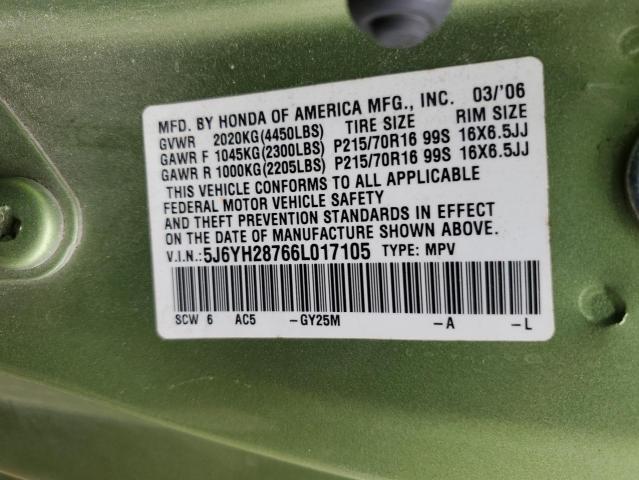 MFD. BY HONDA OF AMERICA MFG., INC. 03/'06
GVWR 2020KG(4450LBS) TIRE SIZE RIM SIZE
GAWR F 1045KG(2300LBS) P215/70R16 99S 16X6.5JJ
GAWR R 1000KG(2205LBS) P215/70R16 99S 16X6.5JJ
THIS VEHICLE CONFORMS TO ALL APPLICABLE
FEDERAL MOTOR VEHICLE SAFETY
AND THEFT PREVENTION STANDARDS IN EFFECT
ON THE DATE OF MANUFACTURE SHOWN ABOVE.
V.I.N.:5J6YH28766L017105 TYPE: MPV
SCW 6 AC5 -GY25M -A -L